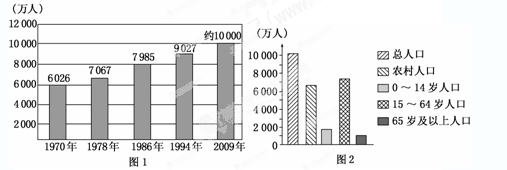 (万人)
12 000
10 000
8 000
6 000
4 000
2 000
6 026
7 067
7 985
9 027
约10 000
1970年
1978年
1986年
1994年
2009年
图1
(万人)
10 000
8 000
6 000
4 000
2 000
0
图2
总人口
农村人口
0～14岁人口
15～64岁人口
65岁及以上人口